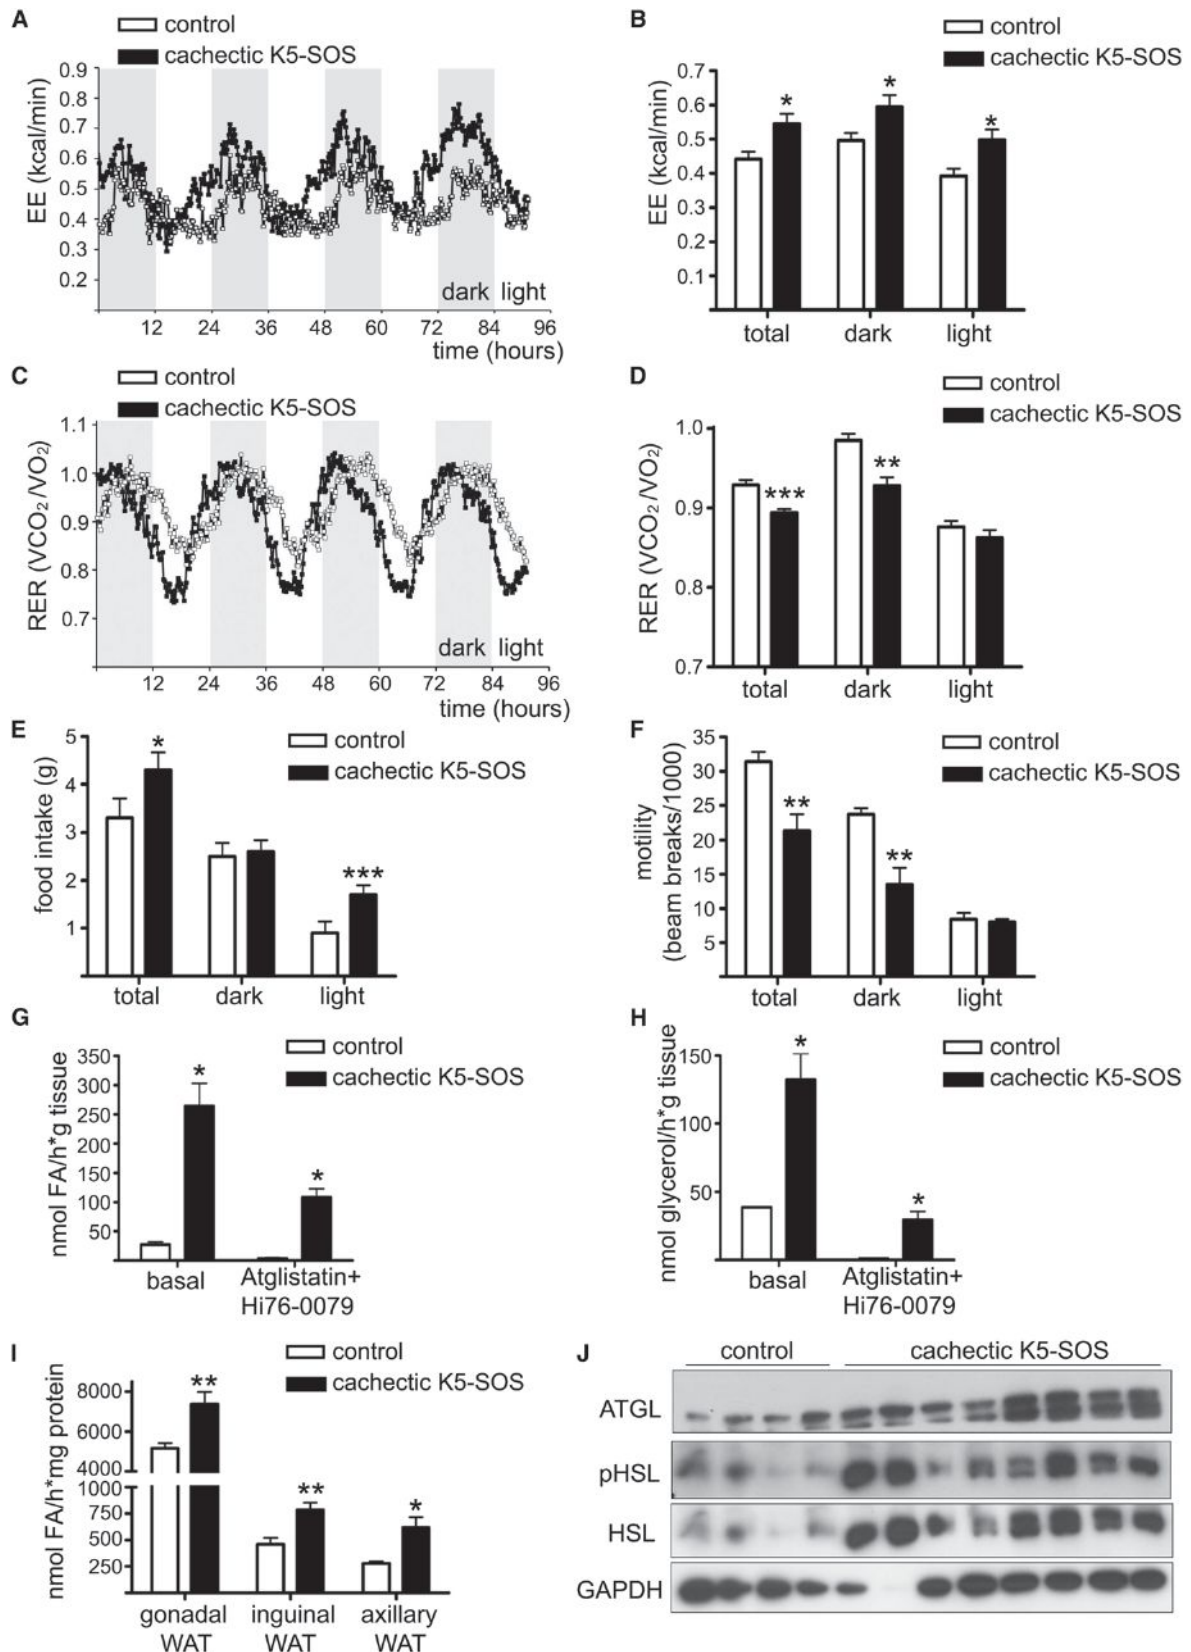 A
control
cachectic K5-SOS
EE (kcal/min)
0.9
0.8
0.7
0.6
0.5
0.4
0.3
0.2
dark light
12 24 36 48 60 72 84 96
time (hours)
B
control
cachectic K5-SOS
EE (kcal/min)
0.7
0.6
0.5
0.4
0.3
0.2
0.1
* * *
total dark light
C
control
cachectic K5-SOS
RER (VCO₂/VO₂)
1.1
1.0
0.9
0.8
0.7
dark light
12 24 36 48 60 72 84 96
time (hours)
D
control
cachectic K5-SOS
RER (VCO₂/VO₂)
1.0
0.9
0.8
0.7
*** **
total dark light
E
control
cachectic K5-SOS
food intake (g)
5
4
3
2
1
* ***
total dark light
F
control
cachectic K5-SOS
motility
(beam breaks/1000)
35
30
25
20
15
10
5
** **
total dark light
G
control
cachectic K5-SOS
nmol FA/h*g tissue
350
300
250
200
150
100
50
* *
basal Atglistatin+
Hi76-0079
H
control
cachectic K5-SOS
nmol glycerol/h*g tissue
150
100
50
* *
basal Atglistatin+
Hi76-0079
I
control
cachectic K5-SOS
nmol FA/h*mg protein
8000
6000
4000
1000
750
500
250
** ** *
gonadal inguinal axillary
WAT WAT WAT
J
control cachectic K5-SOS
ATGL
pHSL
HSL
GAPDH